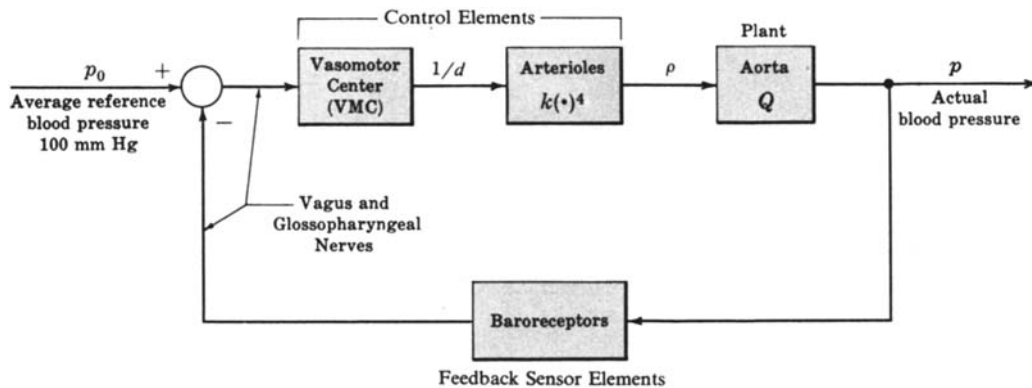 Control Elements
Plant
p₀
+
Vasomotor
Center
(VMC)
1/d
Arterioles
k(•)⁴
ρ
Aorta
Q
p
Average reference
blood pressure
100 mm Hg
−
Actual
blood pressure
Vagus and
Glossopharyngeal
Nerves
Baroreceptors
Feedback Sensor Elements